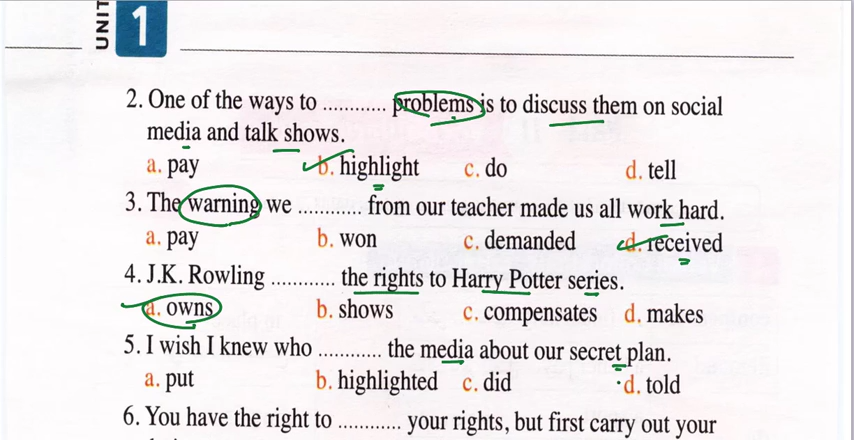 UNIT
1
2. One of the ways to ............ problems is to discuss them on social
media and talk shows.
a. pay b. highlight c. do d. tell
3. The warning we ............ from our teacher made us all work hard.
a. pay b. won c. demanded d. received
4. J.K. Rowling ............ the rights to Harry Potter series.
a. owns b. shows c. compensates d. makes
5. I wish I knew who ............ the media about our secret plan.
a. put b. highlighted c. did d. told
6. You have the right to ............ your rights, but first carry out your